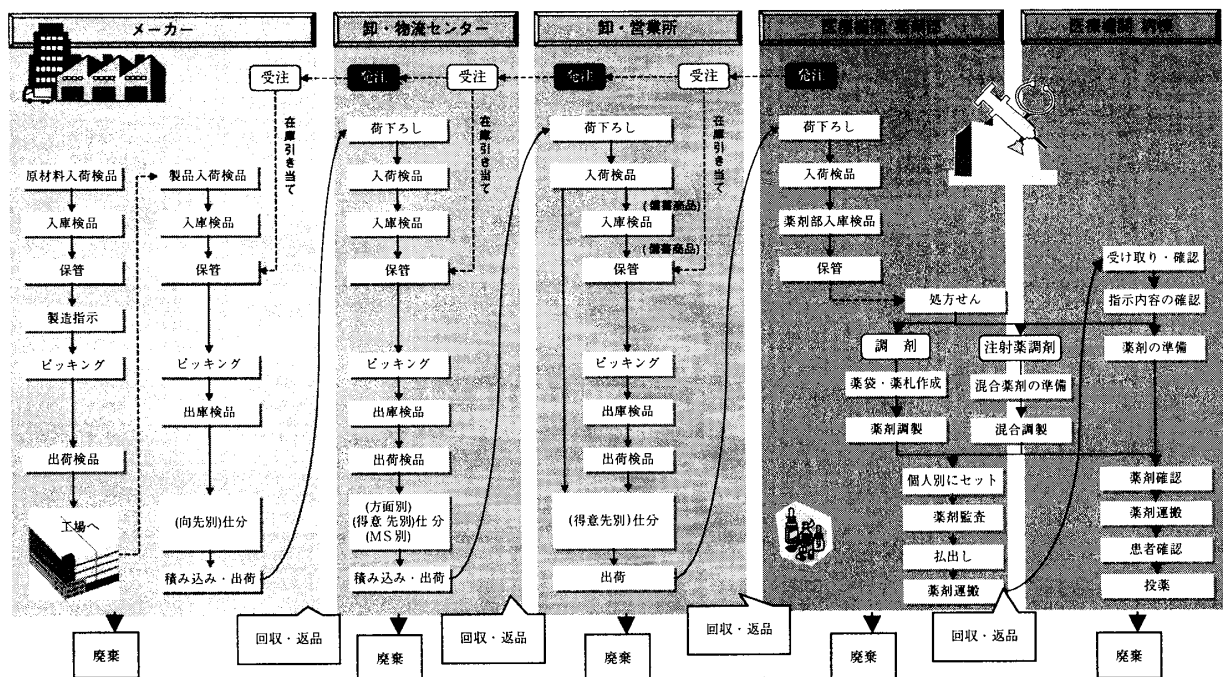 メーカー
卸・物流センター
卸・営業所
医療機関 薬剤部
医療機関 病棟
受注
発注
受注
発注
受注
発注
在庫引き当て
原材料入荷検品
入庫検品
保管
製造指示
ピッキング
出荷検品
工場へ
製品入荷検品
入庫検品
保管
ピッキング
出庫検品
(向先別)仕分
積み込み・出荷
在庫引き当て
荷下ろし
入荷検品
入庫検品
保管
ピッキング
出庫検品
出荷検品
(方面別)
(得意先別)仕分
(MS別)
積み込み・出荷
在庫引き当て
荷下ろし
入荷検品
(備蓄商品)
入庫検品
(備蓄商品)
保管
ピッキング
出庫検品
出荷検品
(得意先別)仕分
出荷
荷下ろし
入荷検品
薬剤部入庫検品
保管
処方せん
調 剤
薬袋・薬札作成
薬剤調製
注射薬調剤
混合薬剤の準備
混合調製
個人別にセット
薬剤監査
払出し
薬剤運搬
受け取り・確認
指示内容の確認
薬剤の準備
薬剤確認
薬剤運搬
患者確認
投薬
廃棄
回収・返品
廃棄
回収・返品
廃棄
回収・返品
廃棄
回収・返品
廃棄